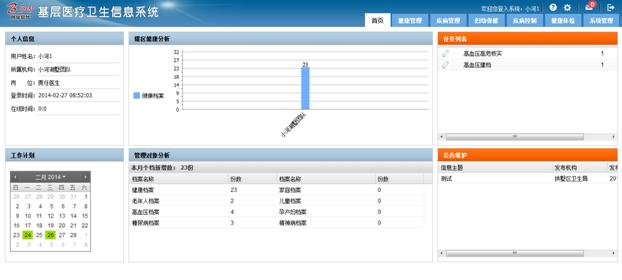 基层医疗卫生信息系统
欢迎您登入系统：小河1
首页 健康管理 疾病管理 妇幼保健 疾病控制 健康体检 系统管理
个人信息
用户姓名：小河1
所属机构：小河湖墅团队
岗 位：责任医生
登录时间：2014-02-27 08:52:03
在线时间：0:0
辖区健康分析
32
28
23
18
14
9
5
0
23
健康档案
小河湖墅团队
任务列表
高血压高危核实 1
高血压建档 1
工作计划
二月 2014
日 一 二 三 四 五 六
26 27 28 29 30 31 1
2 3 4 5 6 7 8
9 10 11 12 13 14 15
16 17 18 19 20 21 22
23 24 25 26 27 28 1
2 3 4 5 6 7 8
管理对象分析
本月个档新增数： 23份
档案名称 份数 档案名称 份数
健康档案 23 家庭档案 0
老年人档案 2 儿童档案 0
高血压档案 4 孕产妇档案 0
糖尿病档案 3 精神病档案 0
公告维护
信息主题 发布机构 发
测试 拱墅区卫生局 20